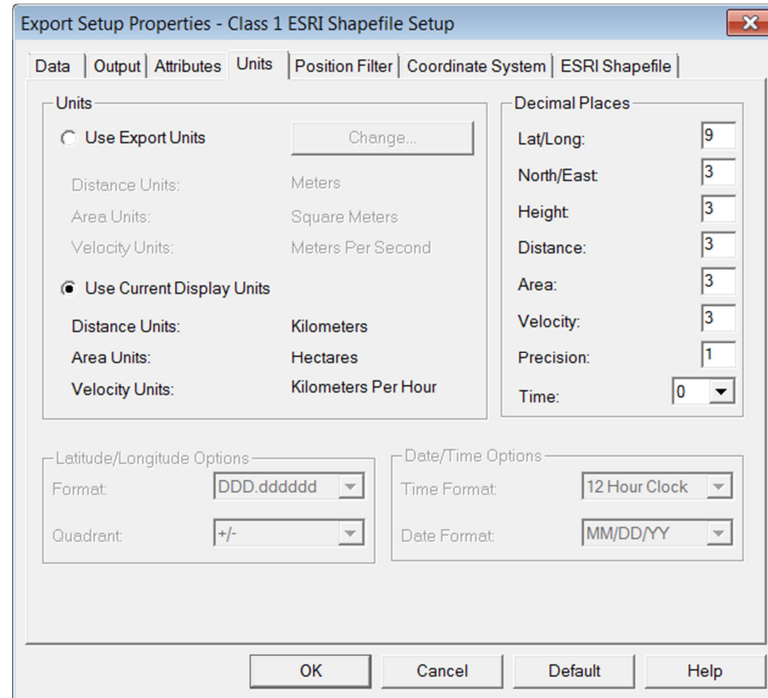 Export Setup Properties - Class 1 ESRI Shapefile Setup
Data Output Attributes Units Position Filter Coordinate System ESRI Shapefile
Units
Use Export Units Change...
Distance Units: Meters
Area Units: Square Meters
Velocity Units: Meters Per Second
Use Current Display Units
Distance Units: Kilometers
Area Units: Hectares
Velocity Units: Kilometers Per Hour
Decimal Places
Lat/Long: 9
North/East: 3
Height: 3
Distance: 3
Area: 3
Velocity: 3
Precision: 1
Time: 0
Latitude/Longitude Options
Format: DDD.dddddd
Quadrant: +/-
Date/Time Options
Time Format: 12 Hour Clock
Date Format: MM/DD/YY
OK Cancel Default Help